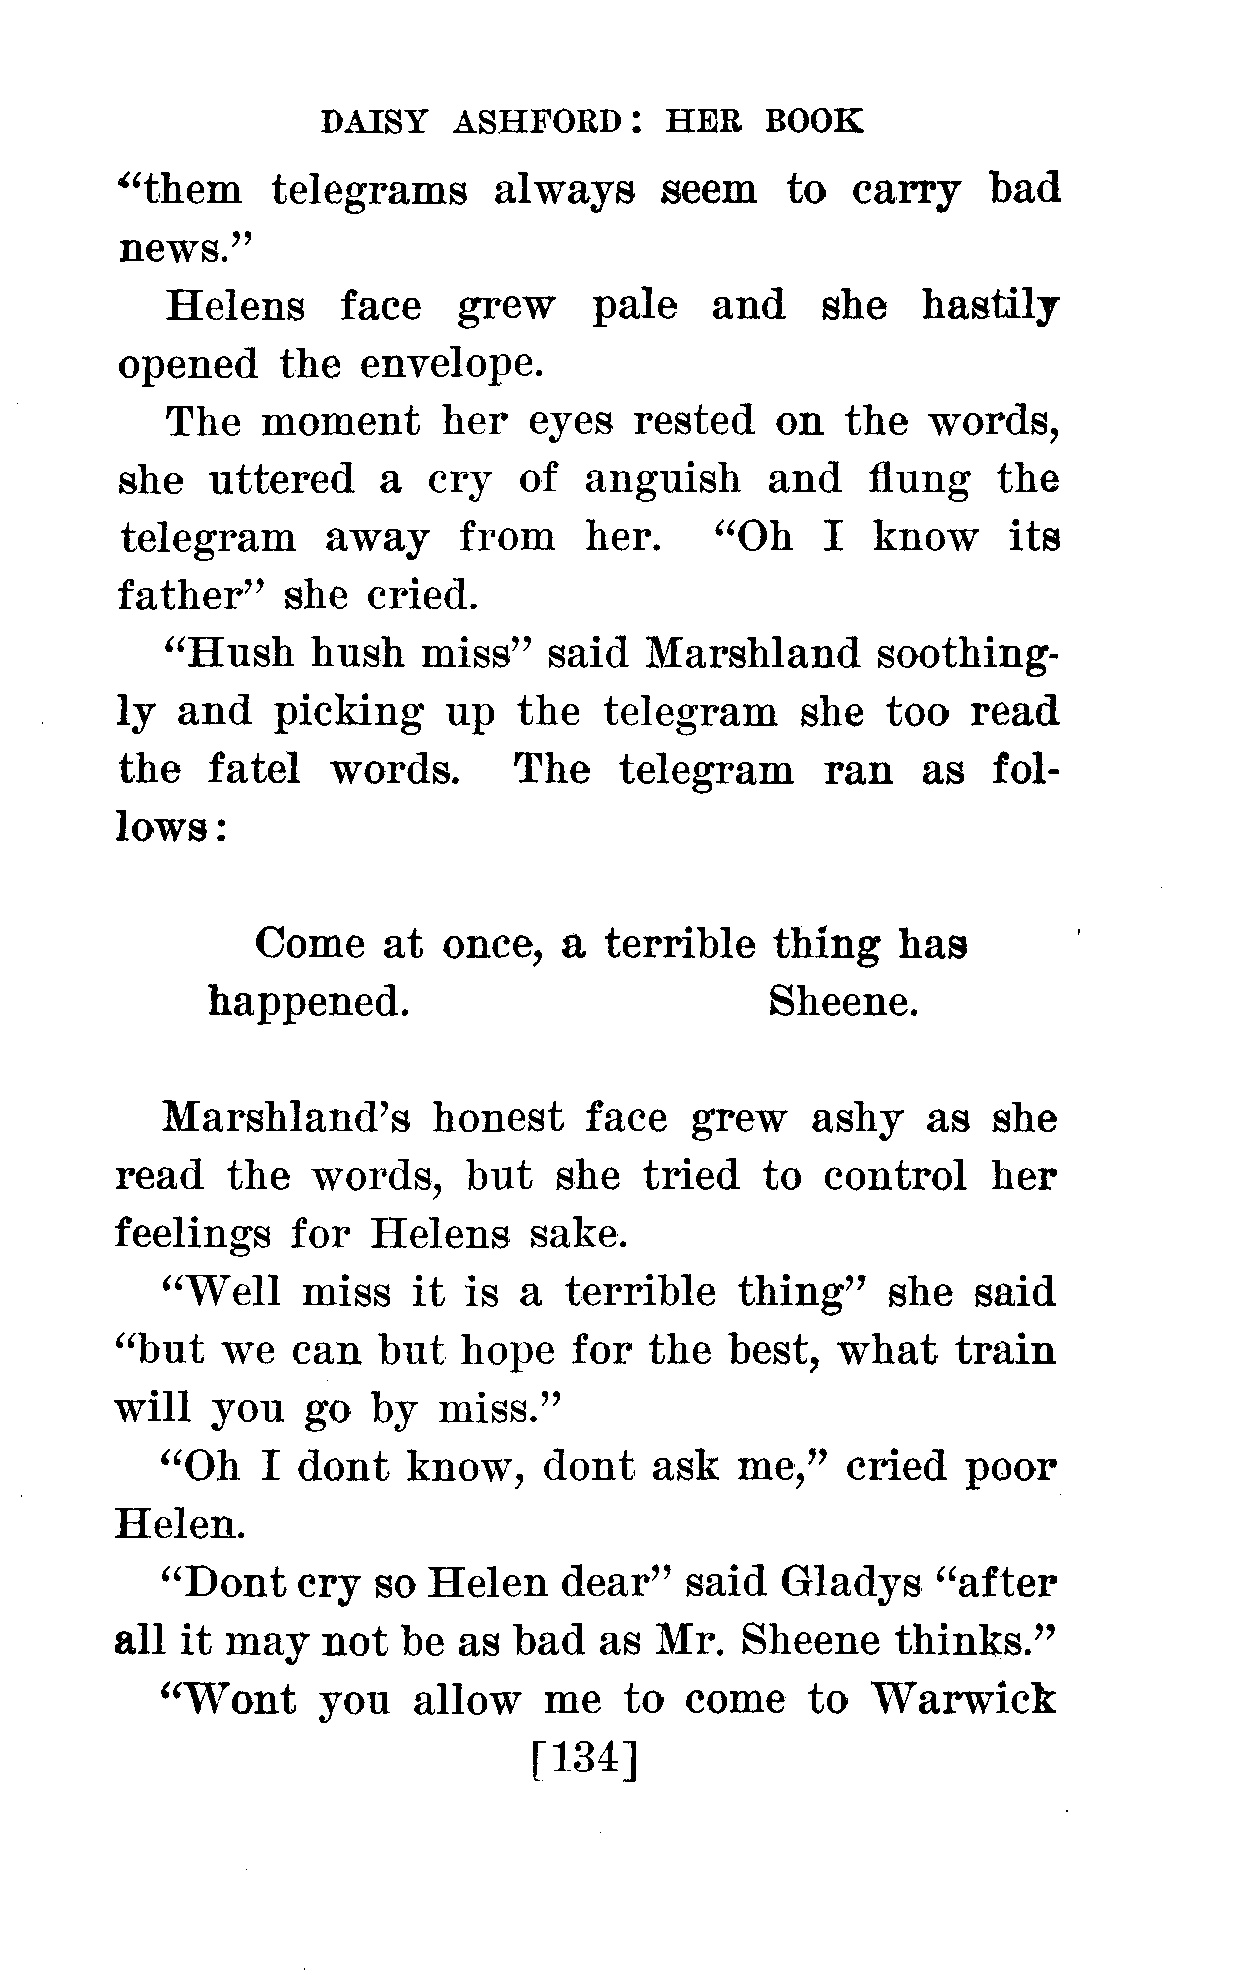 DAISY ASHFORD: HER BOOK
“them telegrams always seem to carry bad
news.”
Helens face grew pale and she hastily
opened the envelope.
The moment her eyes rested on the words,
she uttered a cry of anguish and flung the
telegram away from her. “Oh I know its
father” she cried.
“Hush hush miss” said Marshland soothing-
ly and picking up the telegram she too read
the fatel words. The telegram ran as fol-
lows:
Come at once, a terrible thing has
happened. Sheene.
Marshland’s honest face grew ashy as she
read the words, but she tried to control her
feelings for Helens sake.
“Well miss it is a terrible thing” she said
“but we can but hope for the best, what train
will you go by miss.”
“Oh I dont know, dont ask me,” cried poor
Helen.
“Dont cry so Helen dear” said Gladys “after
all it may not be as bad as Mr. Sheene thinks.”
“Wont you allow me to come to Warwick
[134]